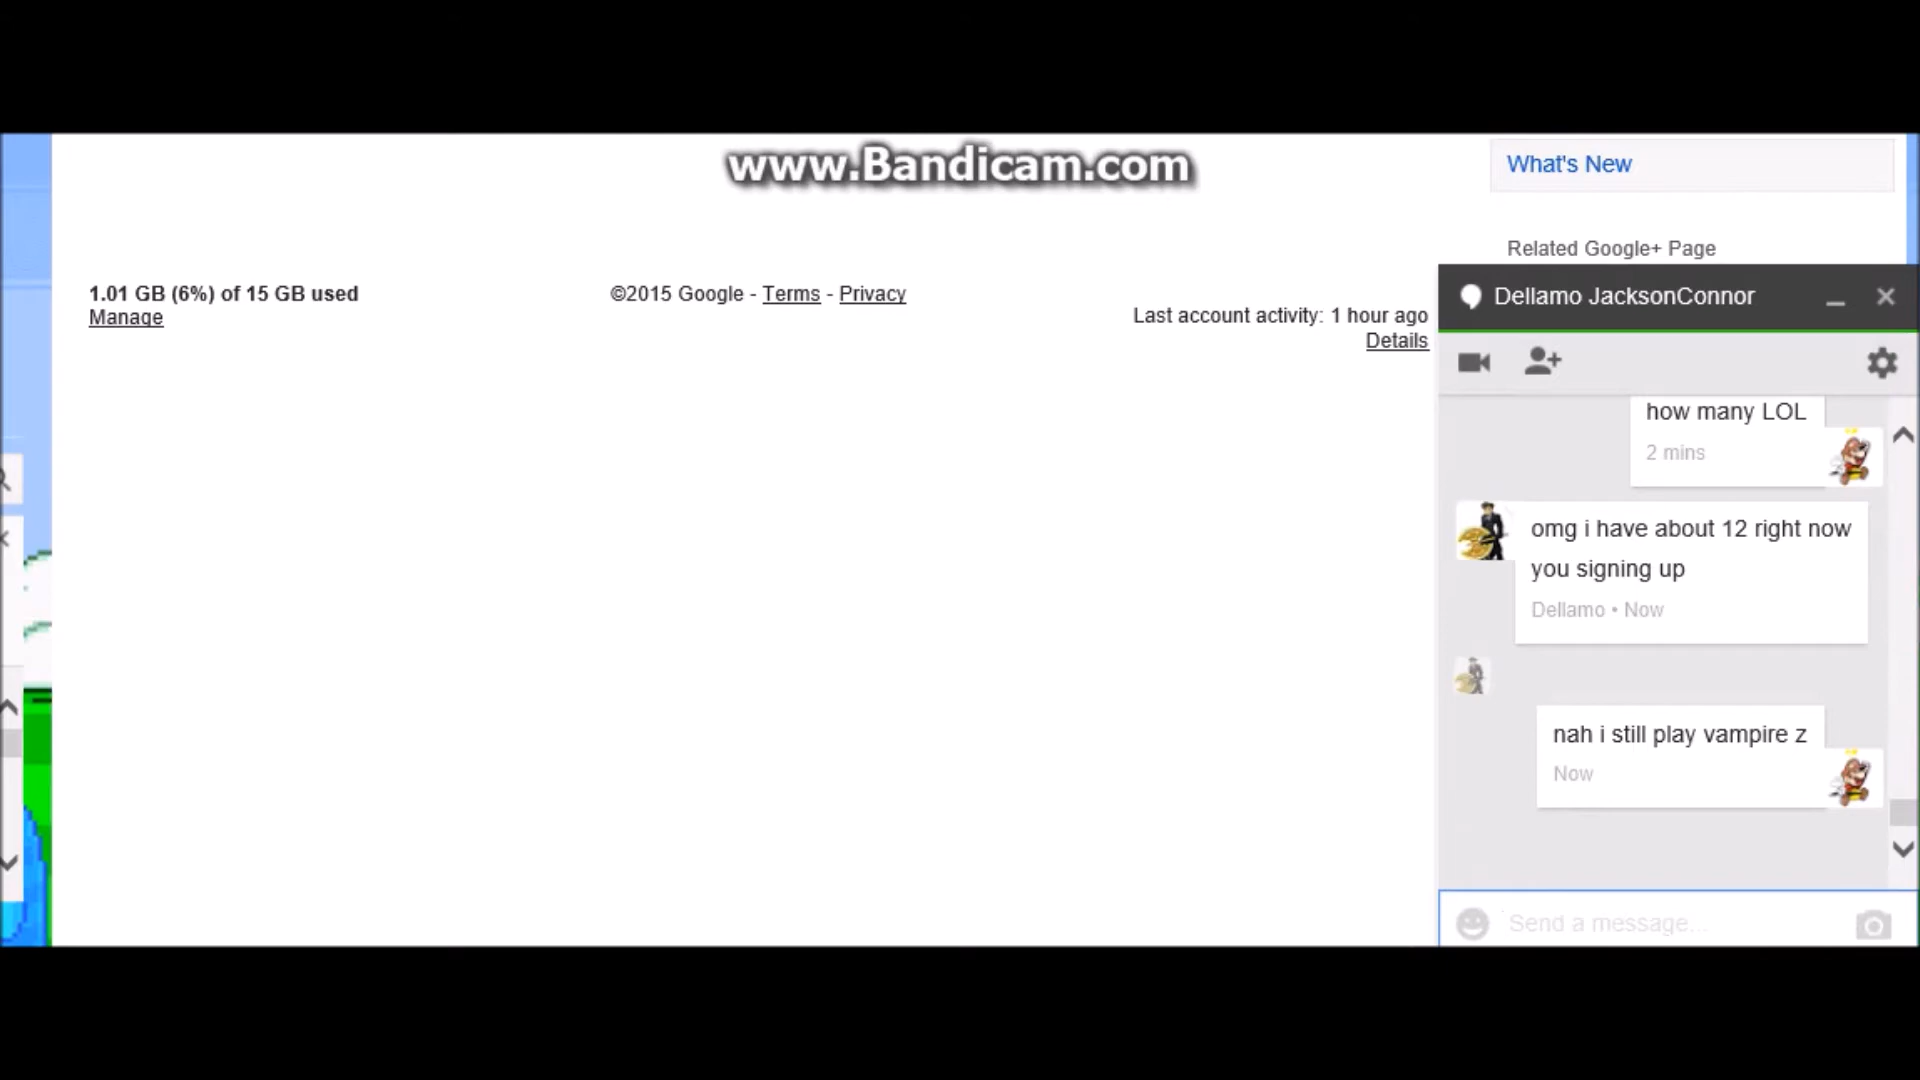 www.Bandicam.com
What's New
Related Google+ Page
1.01 GB (6%) of 15 GB used
Manage
©2015 Google - Terms - Privacy
Last account activity: 1 hour ago
Details
Dellamo JacksonConnor
how many LOL
2 mins
omg i have about 12 right now
you signing up
Dellamo • Now
nah i still play vampire z
Now
Send a message...